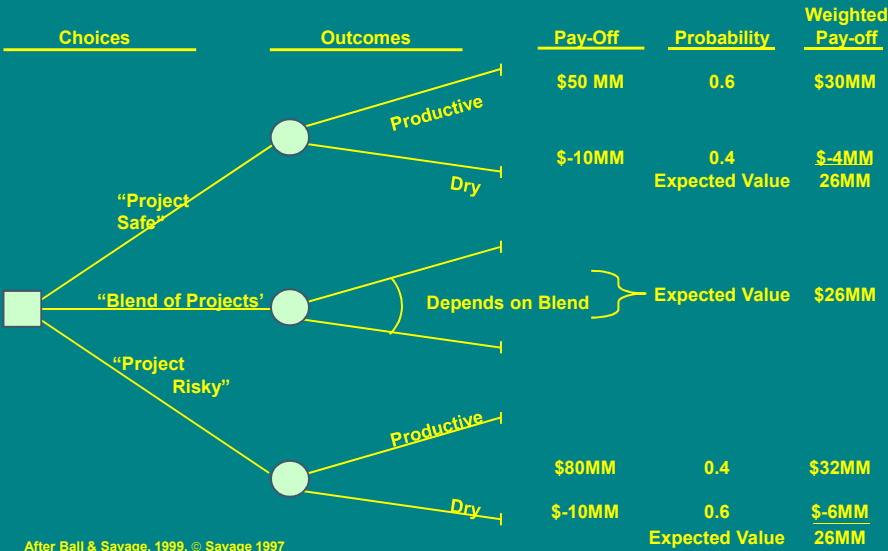 Choices Outcomes Pay-Off Probability Weighted Pay-off
$50 MM 0.6 $30MM
Productive
$-10MM 0.4 $-4MM
Dry
Expected Value 26MM
“Project
Safe”
“Blend of Projects’
Depends on Blend
Expected Value $26MM
“Project
Risky”
Productive
$80MM 0.4 $32MM
Dry
$-10MM 0.6 $-6MM
Expected Value 26MM
After Ball & Savage, 1999, © Savage 1997